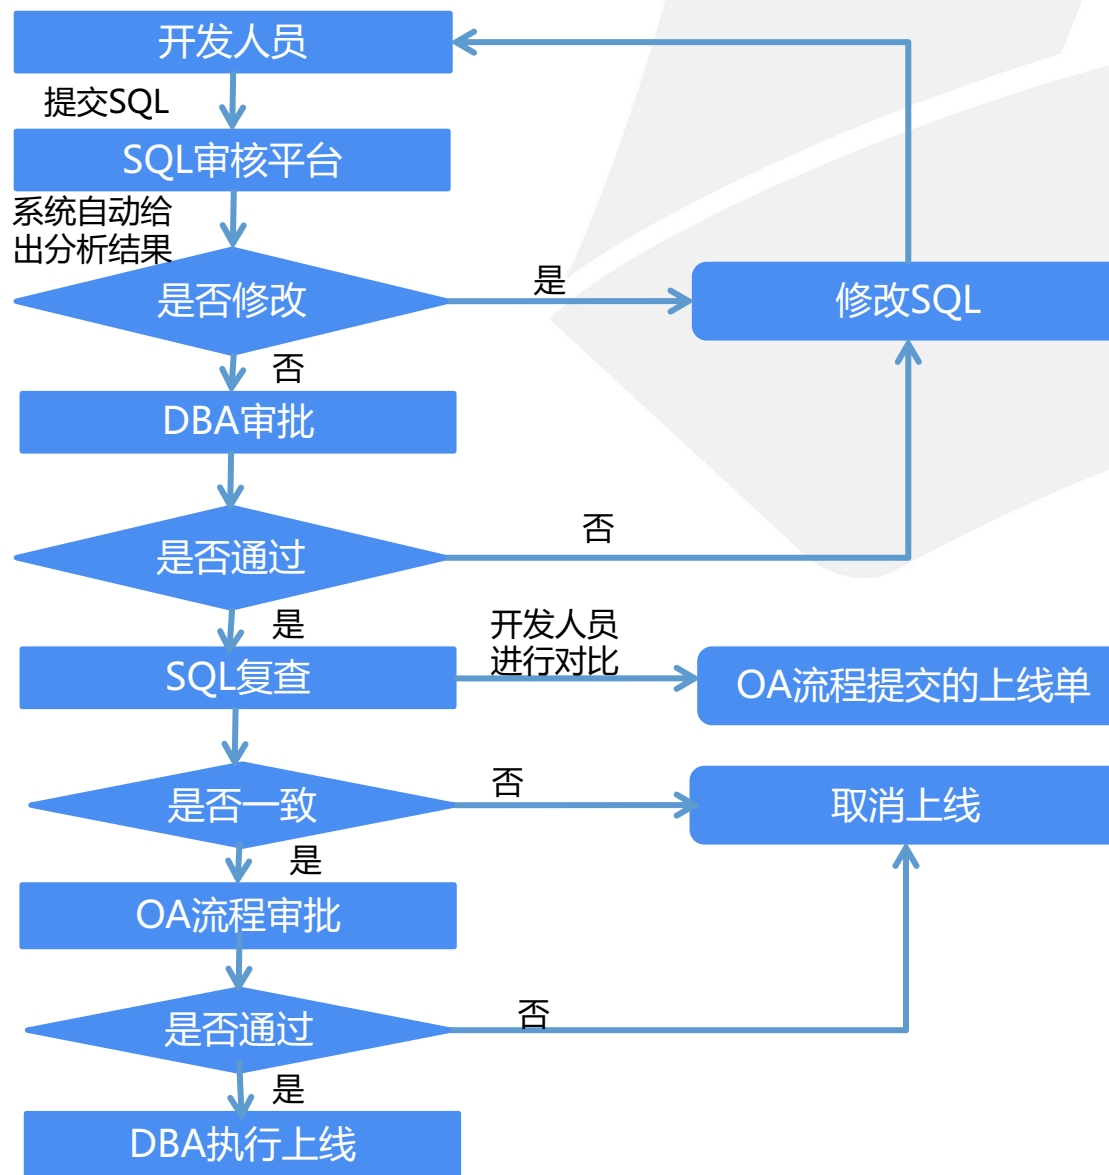 开发人员
提交SQL
SQL审核平台
系统自动给
出分析结果
是否修改
是
修改SQL
否
DBA审批
是否通过
否
是
SQL复查
开发人员
进行对比
OA流程提交的上线单
是否一致
否
取消上线
是
OA流程审批
是否通过
否
是
DBA执行上线